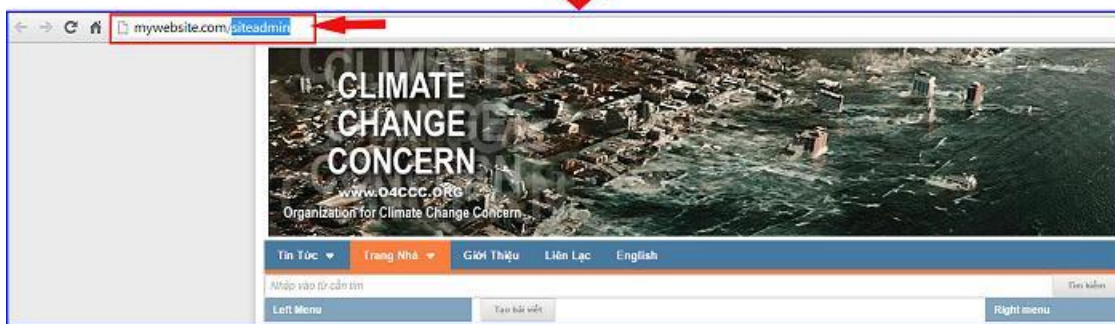 mywebsite.com/siteadmin
CLIMATE
CHANGE
CONCERN
www.O4CCC.ORG
Organization for Climate Change Concern
Tin Tức Trang Nhà Giới Thiệu Liên Lạc English
Nhập vào từ cần tìm Tìm kiếm
Left Menu Tạo bài viết Right menu